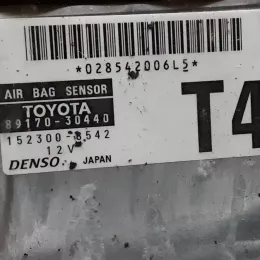 *028542006L5*
AIR BAG SENSOR
TOYOTA
89170-30440
T4
152300-8542
12V
DENSO JAPAN